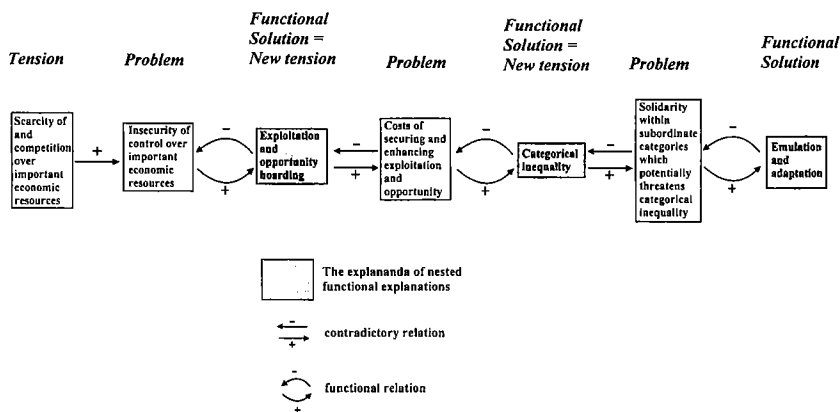 Tension
Problem
Functional
Solution =
New tension
Problem
Functional
Solution =
New tension
Problem
Functional
Solution
Scarcity of
and
competition
over
important
economic
resources
+
Insecurity of
control over
important
economic
resources
-
+
Exploitation
and
opportunity
hoarding
-
+
Costs of
securing and
enhancing
exploitation
and
opportunity
-
+
Categorical
inequality
-
+
Solidarity
within
subordinate
categories
which
potentially
threatens
categorical
inequality
-
+
Emulation and
adaptation
The explananda of nested
functional explanations
-
+
contradictory relation
-
+
functional relation